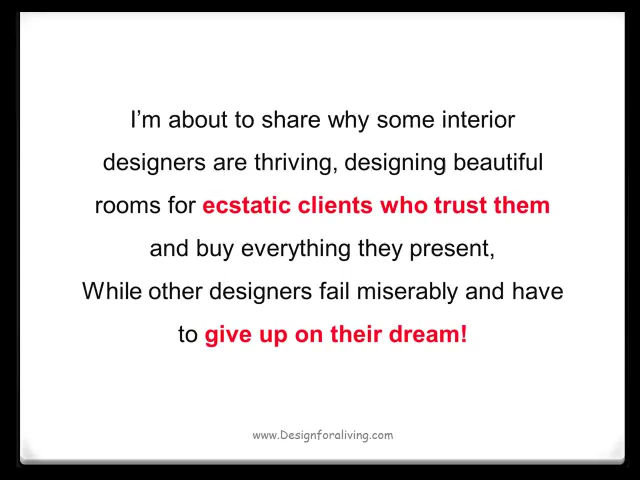 I’m about to share why some interior
designers are thriving, designing beautiful
rooms for ecstatic clients who trust them
and buy everything they present,
While other designers fail miserably and have
to give up on their dream!
www.Designforaliving.com